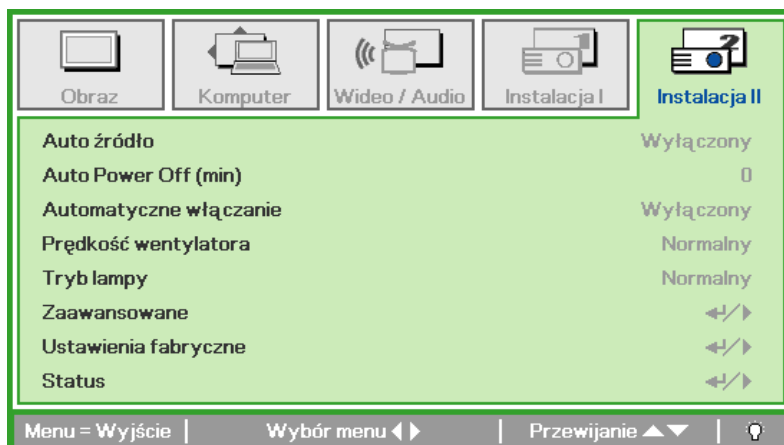 Obraz
Komputer
Wideo / Audio
Instalacja I
Instalacja II
Auto źródło Wyłączony
Auto Power Off (min) 0
Automatyczne włączanie Wyłączony
Prędkość wentylatora Normalny
Tryb lampy Normalny
Zaawansowane
Ustawienia fabryczne
Status
Menu = Wyjście | Wybór menu | Przewijanie |